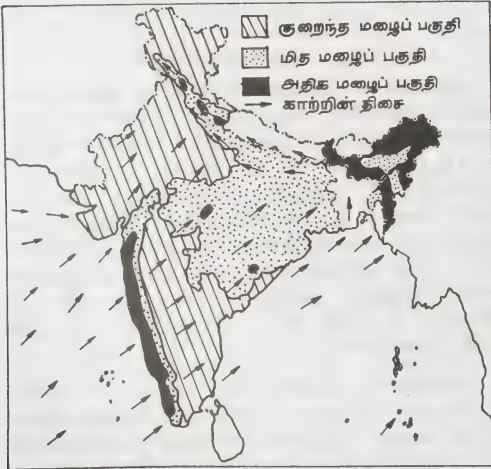 குறைந்த மழைப் பகுதி
மித மழைப் பகுதி
அதிக மழைப் பகுதி
காற்றின் திசை